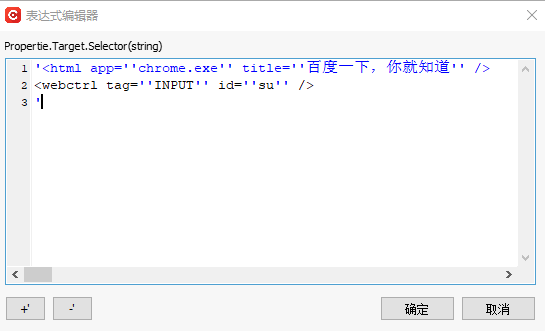 表达式编辑器
Propertie.Target.Selector(string)
1 '<html app=''chrome.exe'' title=''百度一下，你就知道'' />
2 <webctrl tag=''INPUT'' id=''su'' />
3 '
+' -' 确定 取消